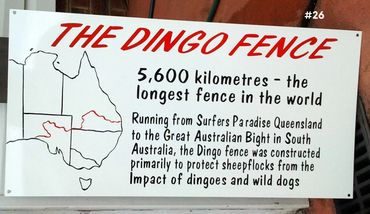 #26
THE DINGO FENCE
5,600 kilometres - the
longest fence in the world
Running from Surfers Paradise Queensland
to the Great Australian Bight in South
Australia, the Dingo fence was constructed
primarily to protect sheepflocks from the
Impact of dingoes and wild dogs